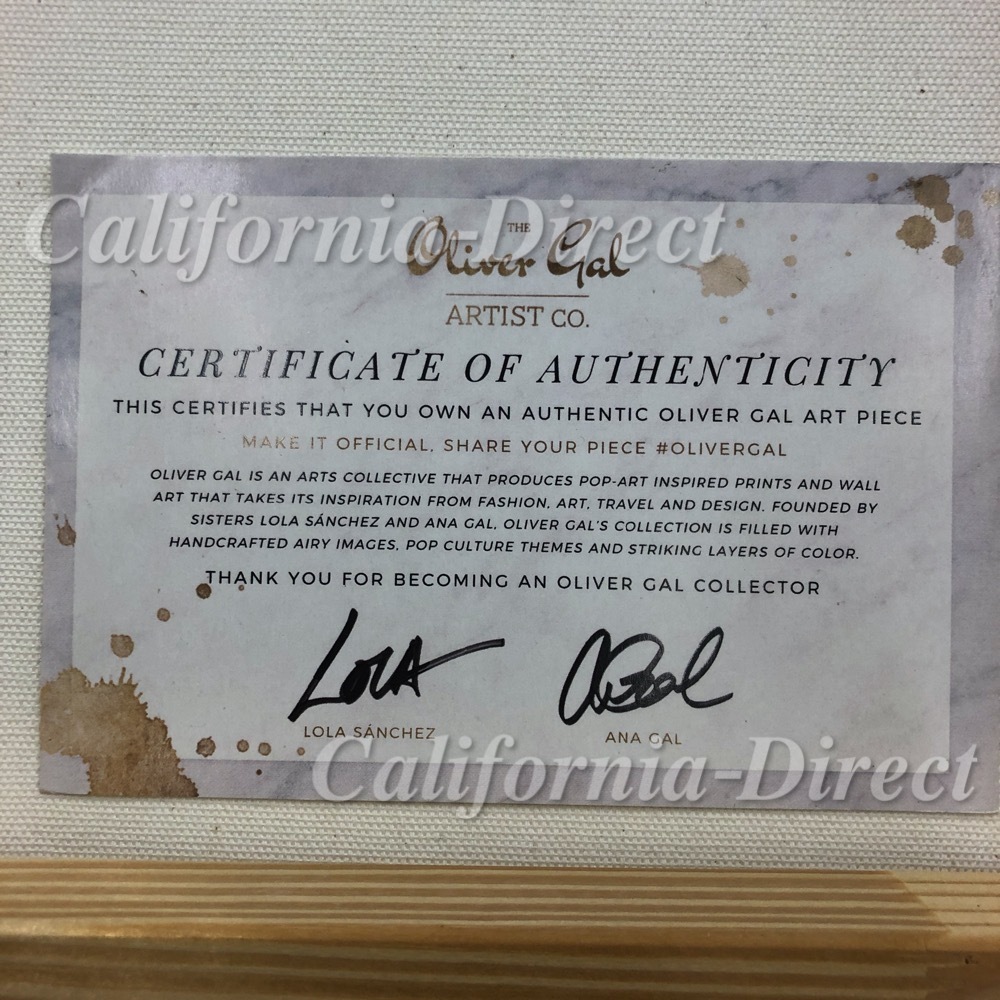 California-Direct
THE
Oliver Gal
ARTIST CO.
CERTIFICATE OF AUTHENTICITY
THIS CERTIFIES THAT YOU OWN AN AUTHENTIC OLIVER GAL ART PIECE
MAKE IT OFFICIAL, SHARE YOUR PIECE #OLIVERGAL
OLIVER GAL IS AN ARTS COLLECTIVE THAT PRODUCES POP-ART INSPIRED PRINTS AND WALL
ART THAT TAKES ITS INSPIRATION FROM FASHION, ART, TRAVEL AND DESIGN. FOUNDED BY
SISTERS LOLA SÁNCHEZ AND ANA GAL, OLIVER GAL'S COLLECTION IS FILLED WITH
HANDCRAFTED AIRY IMAGES, POP CULTURE THEMES AND STRIKING LAYERS OF COLOR.
THANK YOU FOR BECOMING AN OLIVER GAL COLLECTOR
LOLA
LOLA SÁNCHEZ
ANA GAL
California-Direct